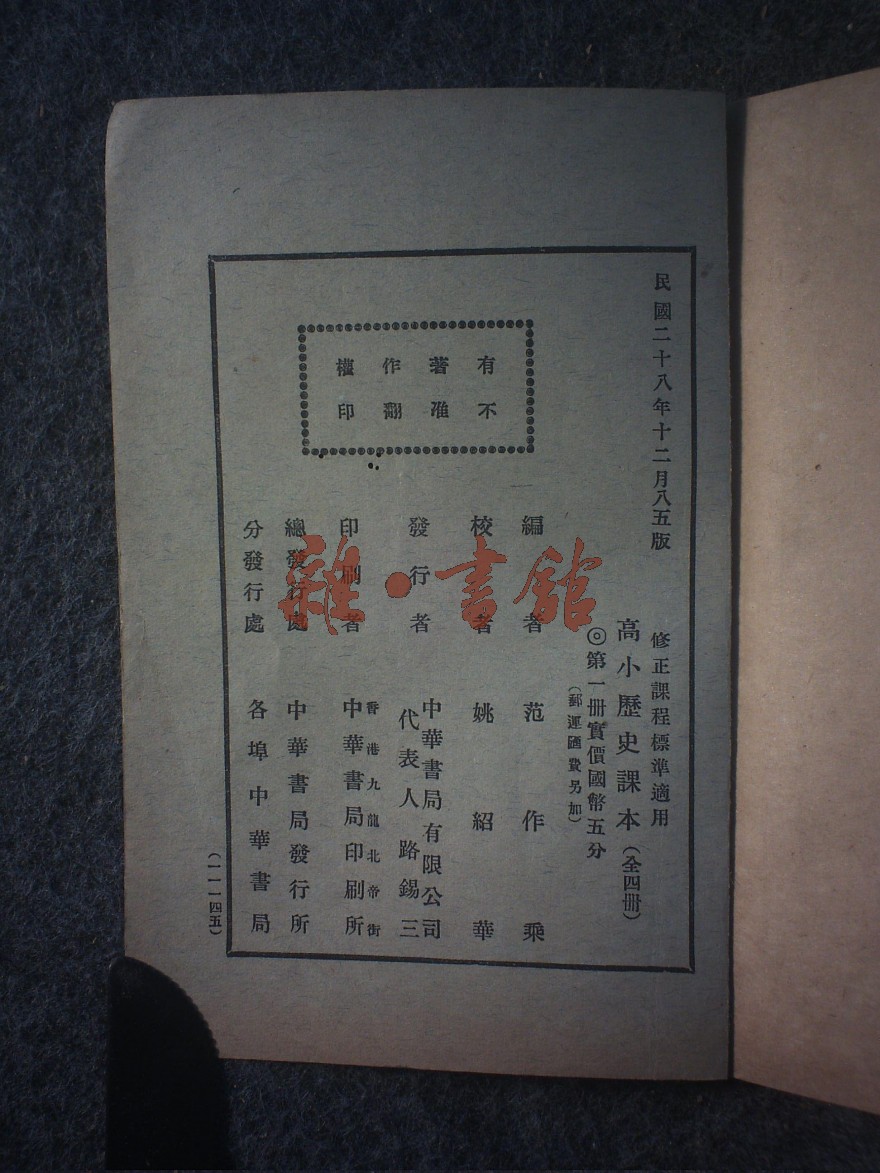 民國二十八年十二月八五版
修正課程標準適用
高小歷史課本（全四冊）
◎第一冊實價國幣五分
（郵運匯費另加）
有著作權
不准翻印
編者 范作乘
校者 姚紹華
發行者 中華書局有限公司
代表人 路錫三
印刷者 香港九龍北帝街
中華書局印刷所
總發行處 中華書局發行所
分發行處 各埠中華書局
（一一一四五）
雜·書館